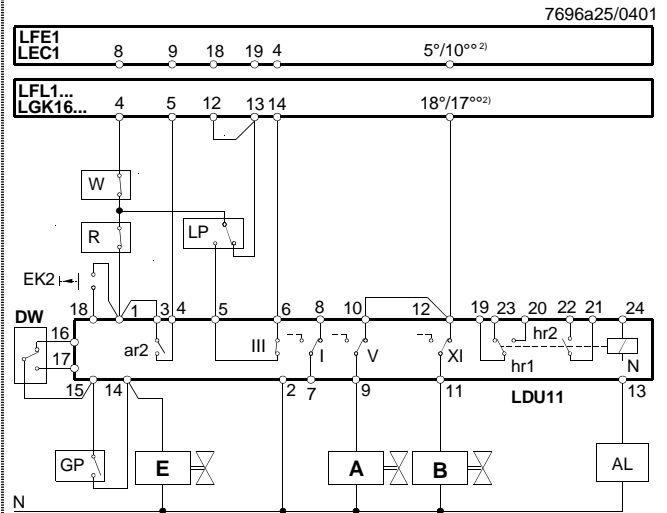 7696a25/0401
LFE1
LEC1 8 9 18 19 4 5°/10°° 2)
LFL1...
LGK16... 4 5 12 13 14 18°/17°° 2)
W
R LP
EK2
18 1 3 4 5 6 8 10 12 19 23 20 22 21 24
DW 16
17
ar2 III I V XI hr1 hr2 N
15 14 2 7 9 11 LDU11 13
GP E A B AL
N